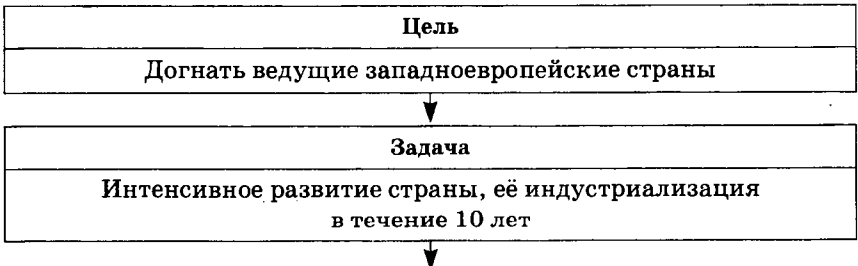 Цель
Догнать ведущие западноевропейские страны
Задача
Интенсивное развитие страны, её индустриализация
в течение 10 лет